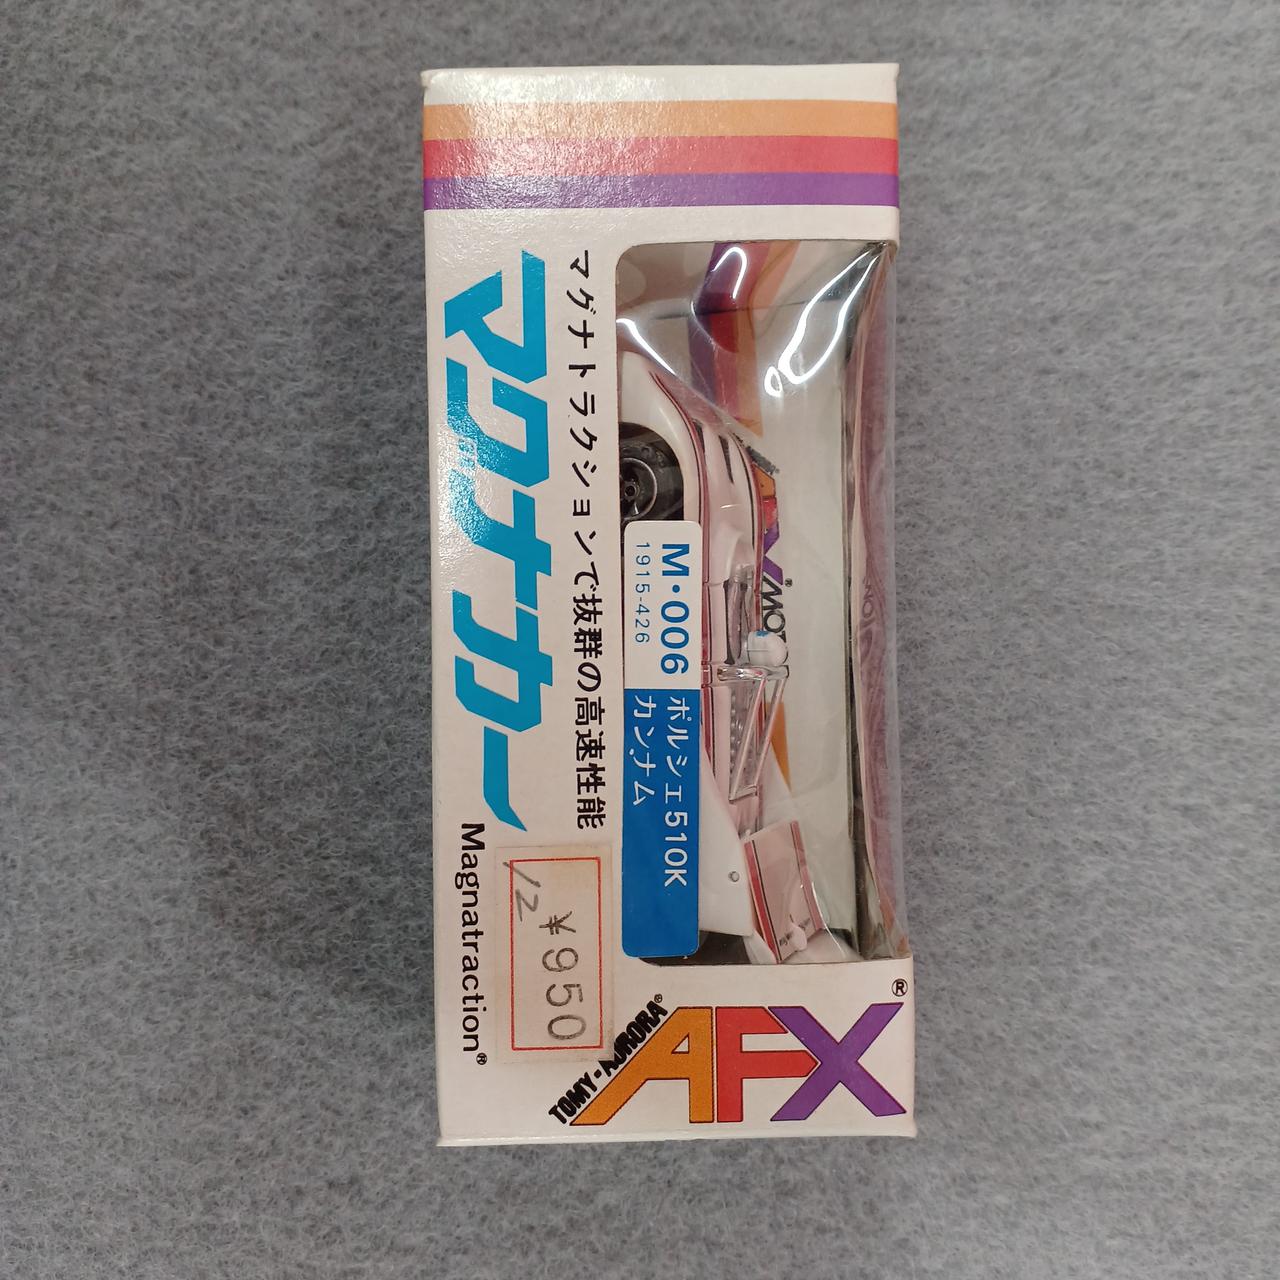 マグナトラクションで抜群の高速性能
マグナカー
Magnatraction®
M・006
1915-426
ポルシェ510K
カンナム
/2
¥950
TOMY-AURORA®
AFX®
MOT